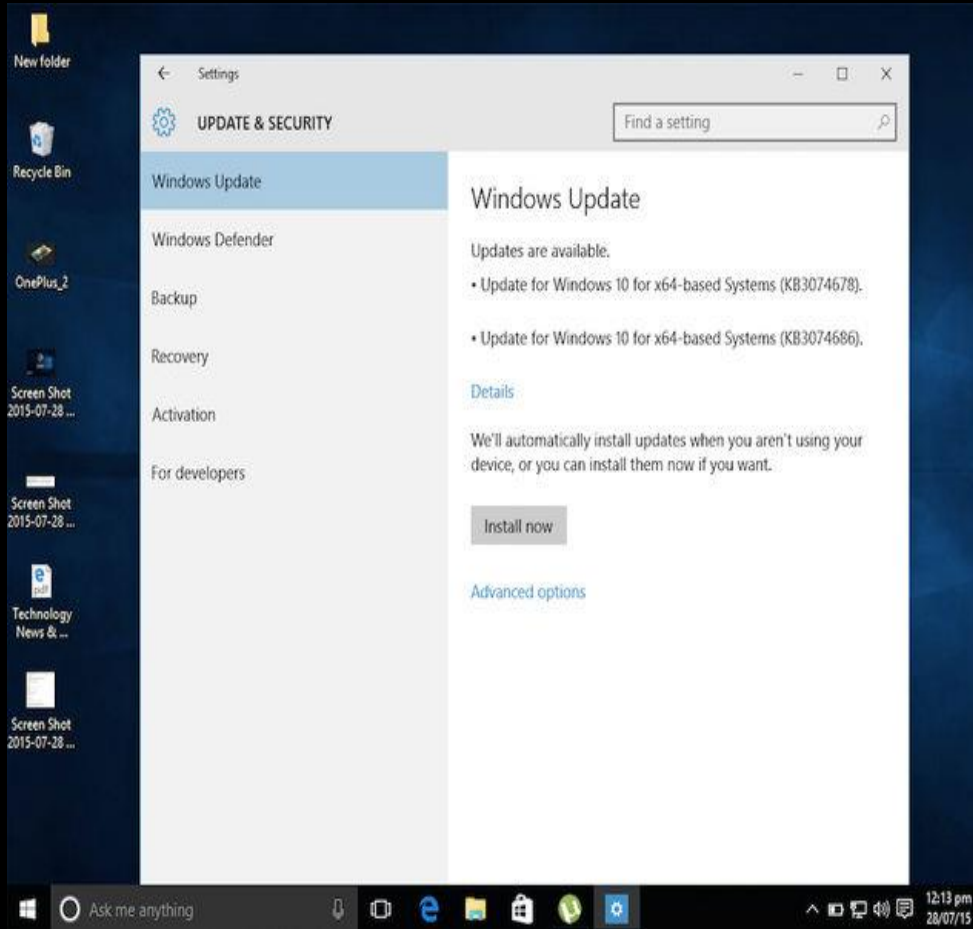 New folder
Recycle Bin
OnePlus_2
Screen Shot
2015-07-28 ...
Screen Shot
2015-07-28 ...
pdf
Technology
News & ...
Screen Shot
2015-07-28 ...
Settings
UPDATE & SECURITY
Find a setting
Windows Update
Windows Defender
Backup
Recovery
Activation
For developers
Windows Update
Updates are available.
• Update for Windows 10 for x64-based Systems (KB3074678).
• Update for Windows 10 for x64-based Systems (KB3074686).
Details
We'll automatically install updates when you aren't using your
device, or you can install them now if you want.
Install now
Advanced options
Ask me anything
12:13 pm
28/07/15